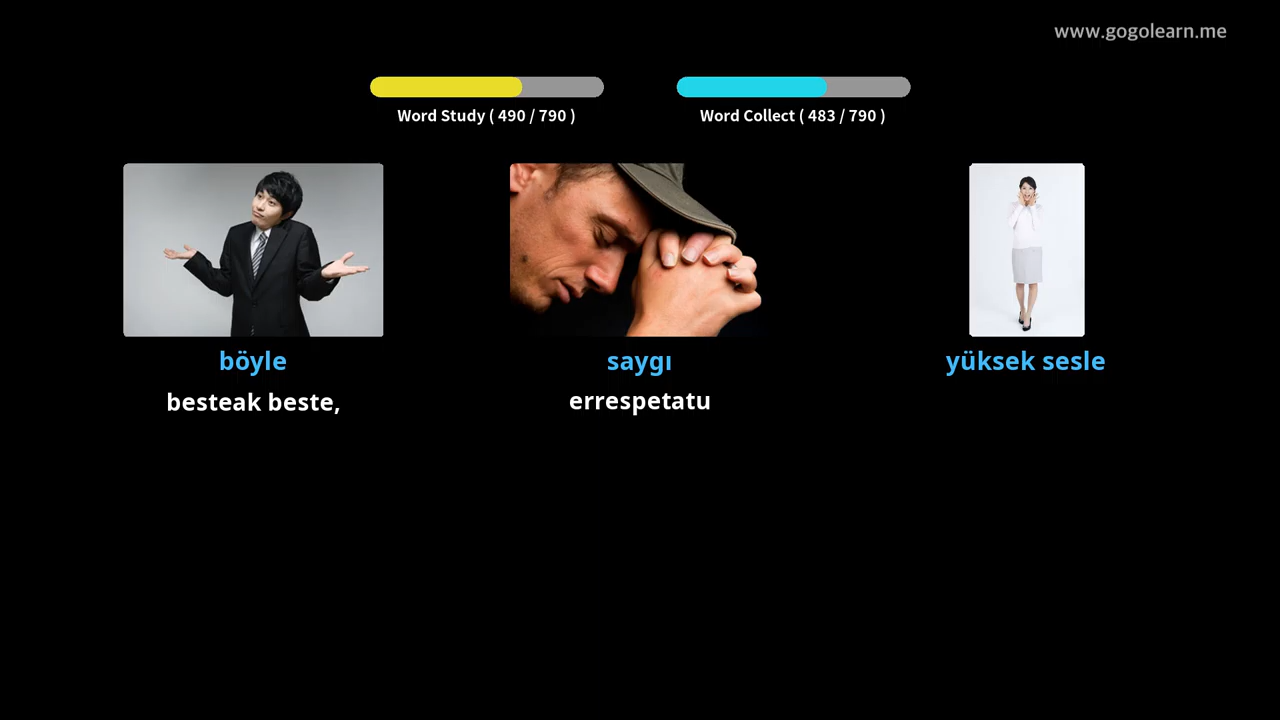 www.gogolearn.me
Word Study ( 490 / 790 )
Word Collect ( 483 / 790 )
böyle
saygı
yüksek sesle
besteak beste,
errespetatu